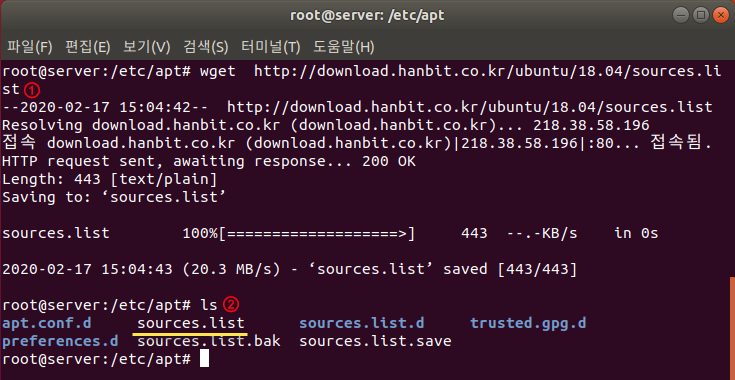 root@server: /etc/apt
파일(F) 편집(E) 보기(V) 검색(S) 터미널(T) 도움말(H)
root@server:/etc/apt# wget  http://download.hanbit.co.kr/ubuntu/18.04/sources.li
st ①
--2020-02-17 15:04:42--  http://download.hanbit.co.kr/ubuntu/18.04/sources.list
Resolving download.hanbit.co.kr (download.hanbit.co.kr)... 218.38.58.196
접속 download.hanbit.co.kr (download.hanbit.co.kr)|218.38.58.196|:80... 접속됨.
HTTP request sent, awaiting response... 200 OK
Length: 443 [text/plain]
Saving to: ‘sources.list’
sources.list        100%[===================>]     443  --.-KB/s    in 0s
2020-02-17 15:04:43 (20.3 MB/s) - ‘sources.list’ saved [443/443]
root@server:/etc/apt# ls ②
apt.conf.d     sources.list      sources.list.d     trusted.gpg.d
preferences.d  sources.list.bak  sources.list.save
root@server:/etc/apt#